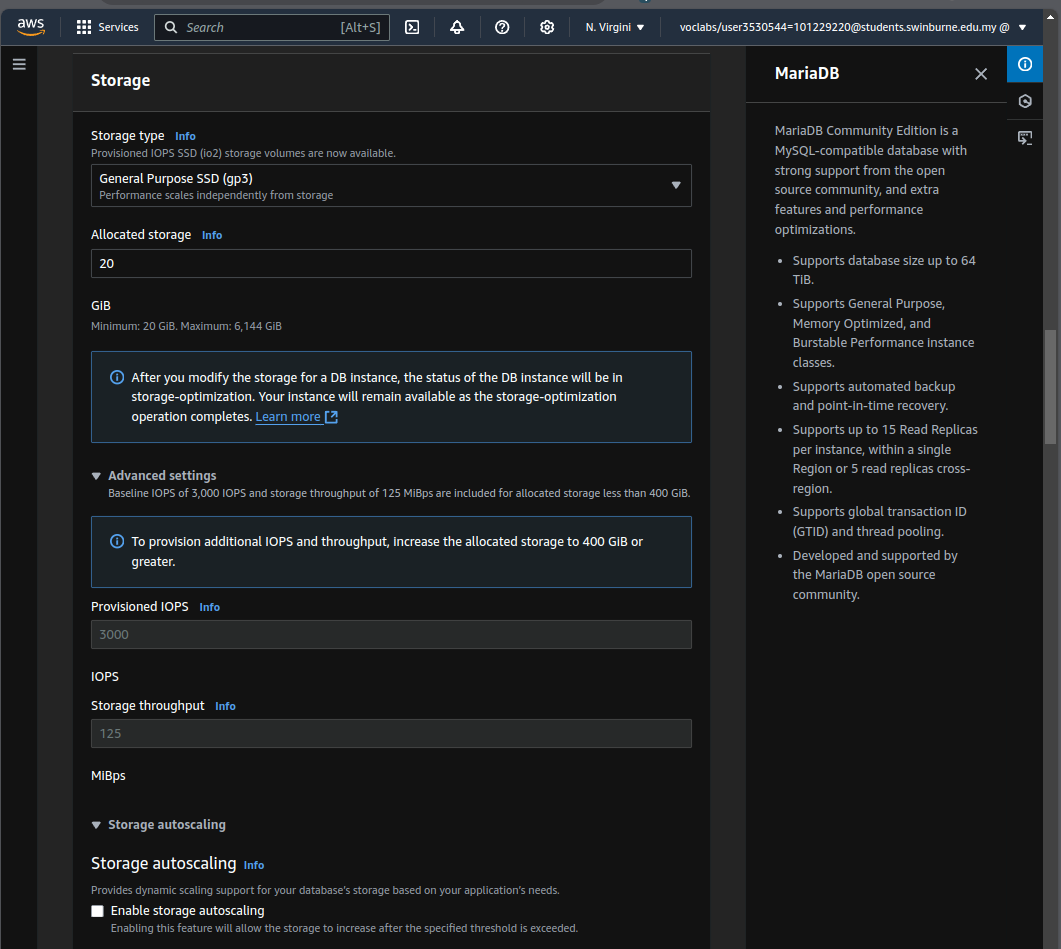 aws
Services
Search
[Alt+S]
N. Virgini
voclabs/user3530544=101229220@students.swinburne.edu.my @
Storage
Storage type Info
Provisioned IOPS SSD (io2) storage volumes are now available.
General Purpose SSD (gp3)
Performance scales independently from storage
Allocated storage Info
20
GiB
Minimum: 20 GiB. Maximum: 6,144 GiB
After you modify the storage for a DB instance, the status of the DB instance will be in
storage-optimization. Your instance will remain available as the storage-optimization
operation completes. Learn more
Advanced settings
Baseline IOPS of 3,000 IOPS and storage throughput of 125 MiBps are included for allocated storage less than 400 GiB.
To provision additional IOPS and throughput, increase the allocated storage to 400 GiB or
greater.
Provisioned IOPS Info
3000
IOPS
Storage throughput Info
125
MiBps
Storage autoscaling
Storage autoscaling Info
Provides dynamic scaling support for your database's storage based on your application's needs.
Enable storage autoscaling
Enabling this feature will allow the storage to increase after the specified threshold is exceeded.
MariaDB
MariaDB Community Edition is a
MySQL-compatible database with
strong support from the open
source community, and extra
features and performance
optimizations.
• Supports database size up to 64
TiB.
• Supports General Purpose,
Memory Optimized, and
Burstable Performance instance
classes.
• Supports automated backup
and point-in-time recovery.
• Supports up to 15 Read Replicas
per instance, within a single
Region or 5 read replicas cross-
region.
• Supports global transaction ID
(GTID) and thread pooling.
• Developed and supported by
the MariaDB open source
community.